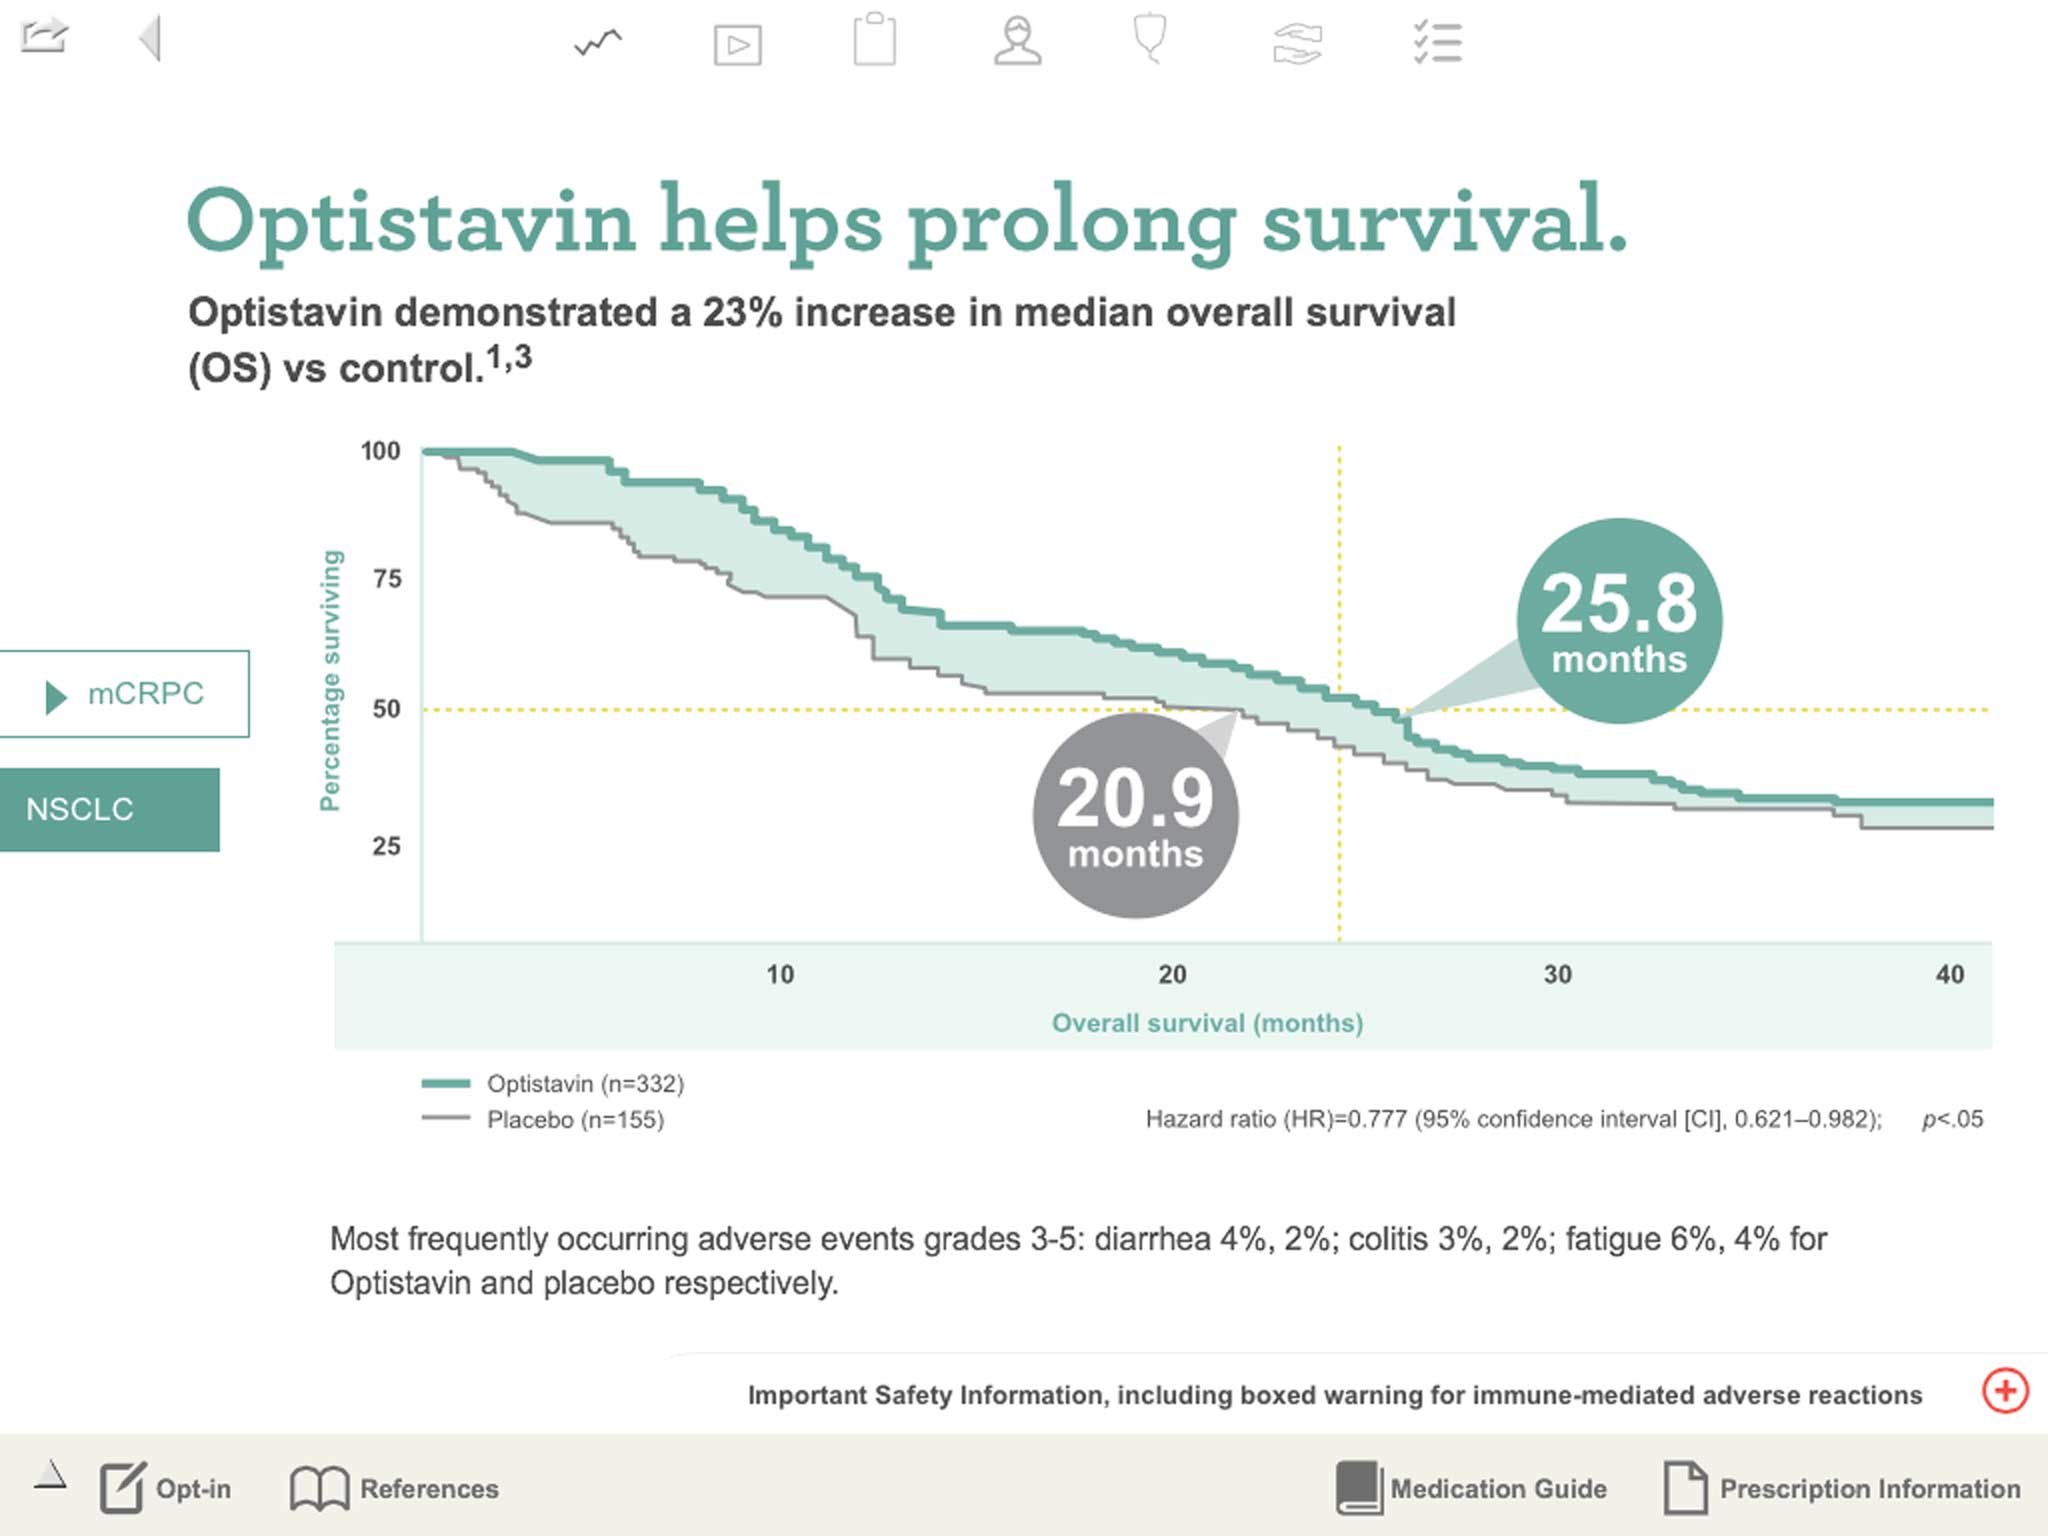 Optistavin helps prolong survival.
Optistavin demonstrated a 23% increase in median overall survival
(OS) vs control.1,3
100
75
50
25
Percentage surviving
mCRPC
NSCLC
25.8
months
20.9
months
10 20 30 40
Overall survival (months)
Optistavin (n=332)
Placebo (n=155)
Hazard ratio (HR)=0.777 (95% confidence interval [CI], 0.621–0.982); p<.05
Most frequently occurring adverse events grades 3-5: diarrhea 4%, 2%; colitis 3%, 2%; fatigue 6%, 4% for
Optistavin and placebo respectively.
Important Safety Information, including boxed warning for immune-mediated adverse reactions
Opt-in References Medication Guide Prescription Information